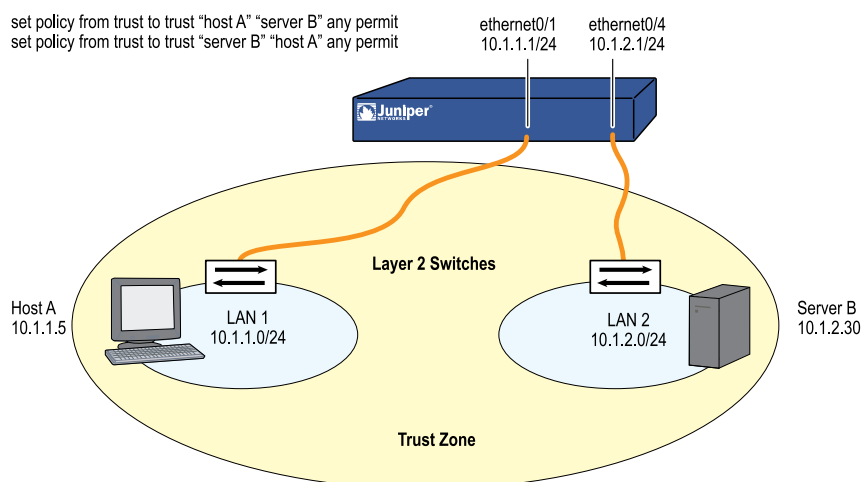 set policy from trust to trust “host A” “server B” any permit
set policy from trust to trust “server B” “host A” any permit
ethernet0/1
10.1.1.1/24
ethernet0/4
10.1.2.1/24
Juniper
NETWORKS
Layer 2 Switches
Host A
10.1.1.5
LAN 1
10.1.1.0/24
LAN 2
10.1.2.0/24
Server B
10.1.2.30
Trust Zone